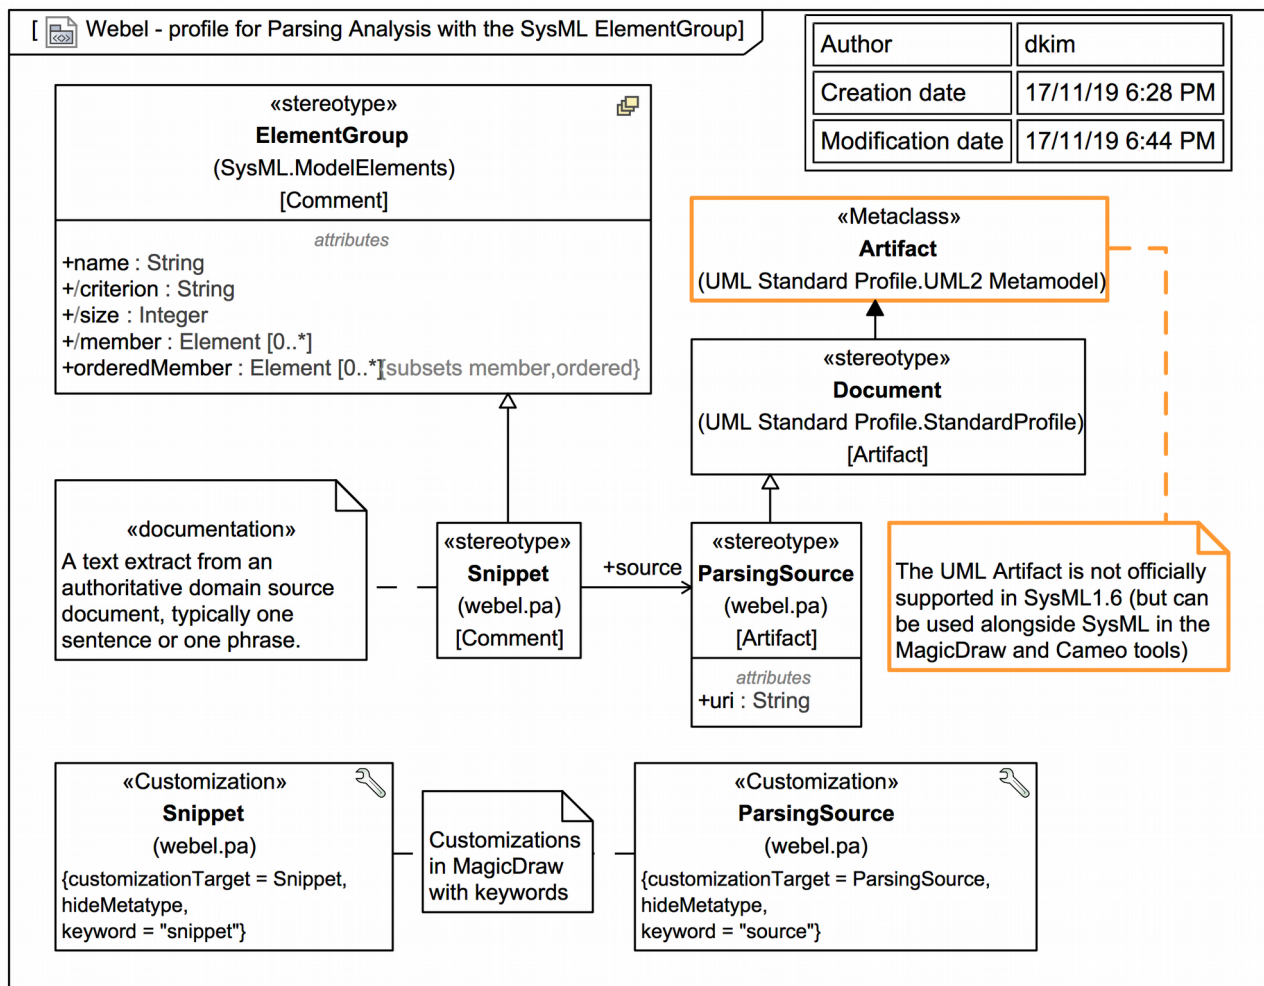 [ Webel - profile for Parsing Analysis with the SysML ElementGroup]
Author dkim
Creation date 17/11/19 6:28 PM
Modification date 17/11/19 6:44 PM
«stereotype»
ElementGroup
(SysML.ModelElements)
[Comment]
attributes
+name : String
+/criterion : String
+/size : Integer
+/member : Element [0..*]
+orderedMember : Element [0..*]{subsets member,ordered}
«Metaclass»
Artifact
(UML Standard Profile.UML2 Metamodel)
«stereotype»
Document
(UML Standard Profile.StandardProfile)
[Artifact]
«documentation»
A text extract from an
authoritative domain source
document, typically one
sentence or one phrase.
«stereotype»
Snippet
(webel.pa)
[Comment]
+source
«stereotype»
ParsingSource
(webel.pa)
[Artifact]
attributes
+uri : String
The UML Artifact is not officially
supported in SysML1.6 (but can
be used alongside SysML in the
MagicDraw and Cameo tools)
«Customization»
Snippet
(webel.pa)
{customizationTarget = Snippet,
hideMetatype,
keyword = "snippet"}
Customizations
in MagicDraw
with keywords
«Customization»
ParsingSource
(webel.pa)
{customizationTarget = ParsingSource,
hideMetatype,
keyword = "source"}